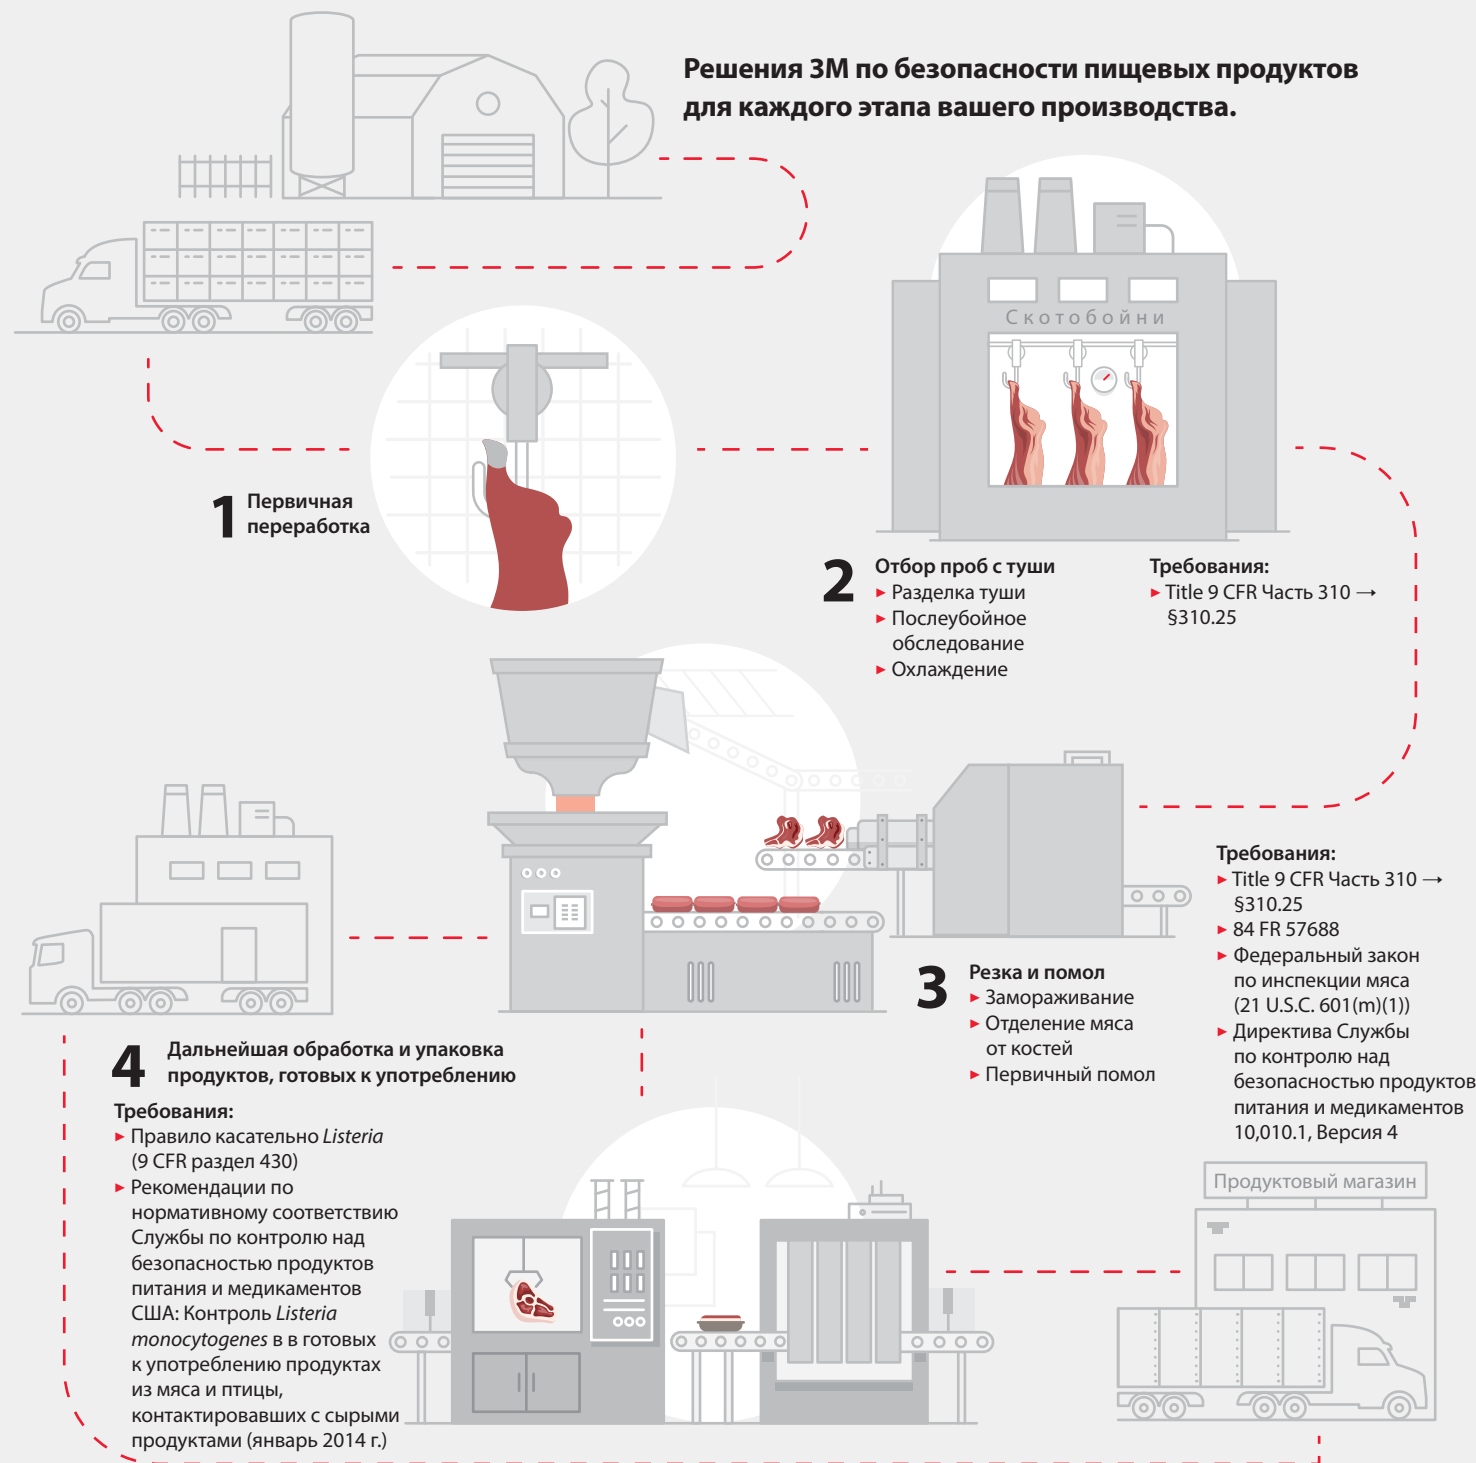 Решения 3М по безопасности пищевых продуктов
для каждого этапа вашего производства.
Скотобойни
1 Первичная
переработка
2 Отбор проб с туши
► Разделка туши
► Послеубойное
обследование
► Охлаждение
Требования:
► Title 9 CFR Часть 310 →
§310.25
3 Резка и помол
► Замораживание
► Отделение мяса
от костей
► Первичный помол
Требования:
► Title 9 CFR Часть 310 →
§310.25
► 84 FR 57688
► Федеральный закон
по инспекции мяса
(21 U.S.C. 601(m)(1))
► Директива Службы
по контролю над
безопасностью продуктов
питания и медикаментов
10,010.1, Версия 4
4 Дальнейшая обработка и упаковка
продуктов, готовых к употреблению
Требования:
► Правило касательно Listeria
(9 CFR раздел 430)
► Рекомендации по
нормативному соответствию
Службы по контролю над
безопасностью продуктов
питания и медикаментов
США: Контроль Listeria
monocytogenes в в готовых
к употреблению продуктах
из мяса и птицы,
контактировавших с сырыми
продуктами (январь 2014 г.)
Продуктовый магазин